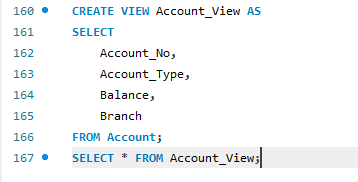 160 CREATE VIEW Account_View AS
161 SELECT
162 Account_No,
163 Account_Type,
164 Balance,
165 Branch
166 FROM Account;
167 SELECT * FROM Account_View;